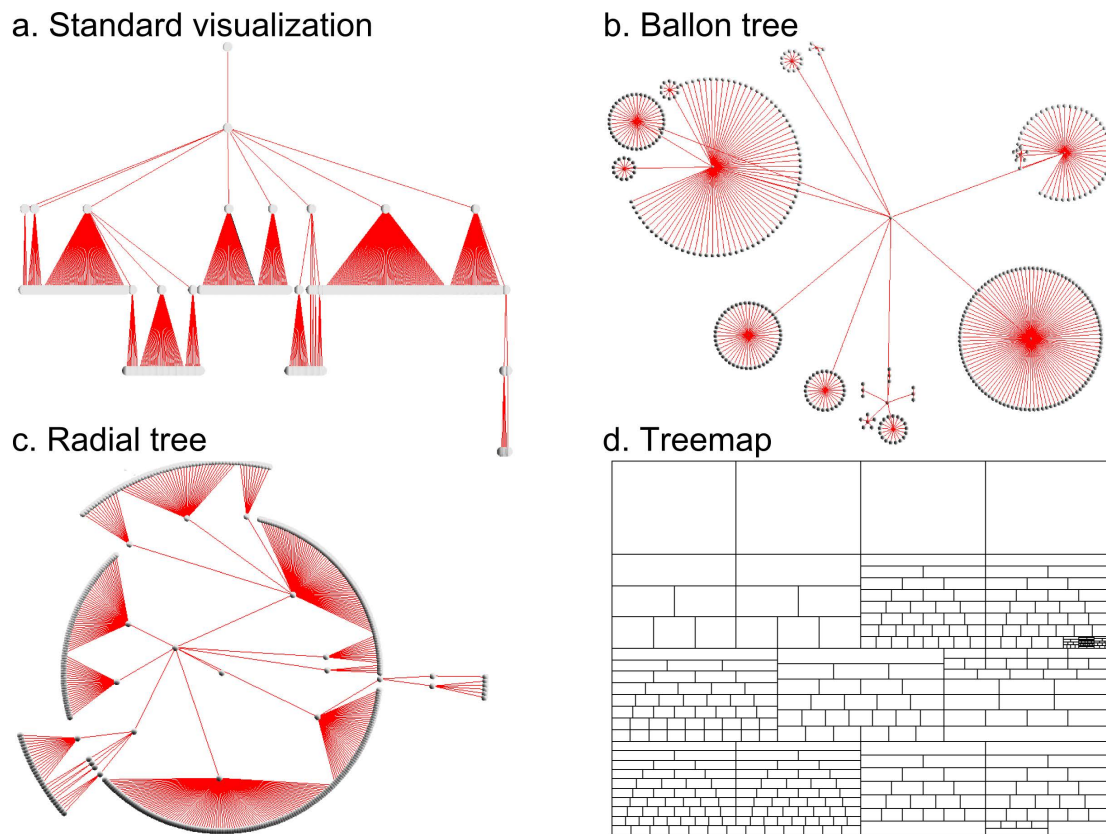 a. Standard visualization
b. Ballon tree
c. Radial tree
d. Treemap